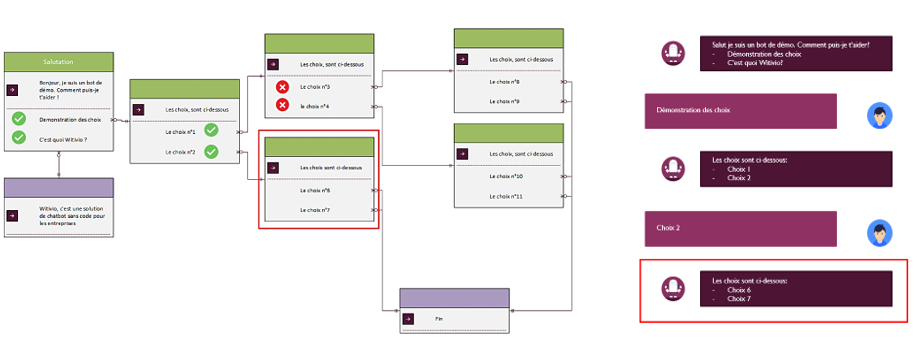 Salutation
Bonjour, je suis un bot de
démo. Comment puis-je
t'aider !
Demonstration des choix
C'est quoi Witivio ?
Witivio, c'est une solution
de chatbot sans code pour
les entreprises
Les choix, sont ci-dessous
Le choix n°1
Le choix n°2
Les choix, sont ci-dessous
Le choix n°3
le choix n°4
Les choix sont ci-dessous
Le choix n°6
Le choix n°7
Les choix, sont ci-dessous
Le choix n°8
Le choix n°9
Les choix, sont ci-dessous
Le choix n°10
Le choix n°11
Fin
Salut je suis un bot de démo. Comment puis-je t'aider!
- Démonstration des choix
- C'est quoi Witivio?
Démonstration des choix
Les choix sont ci-dessous:
- Choix 1
- Choix 2
Choix 2
Les choix sont ci-dessous:
- Choix 6
- Choix 7